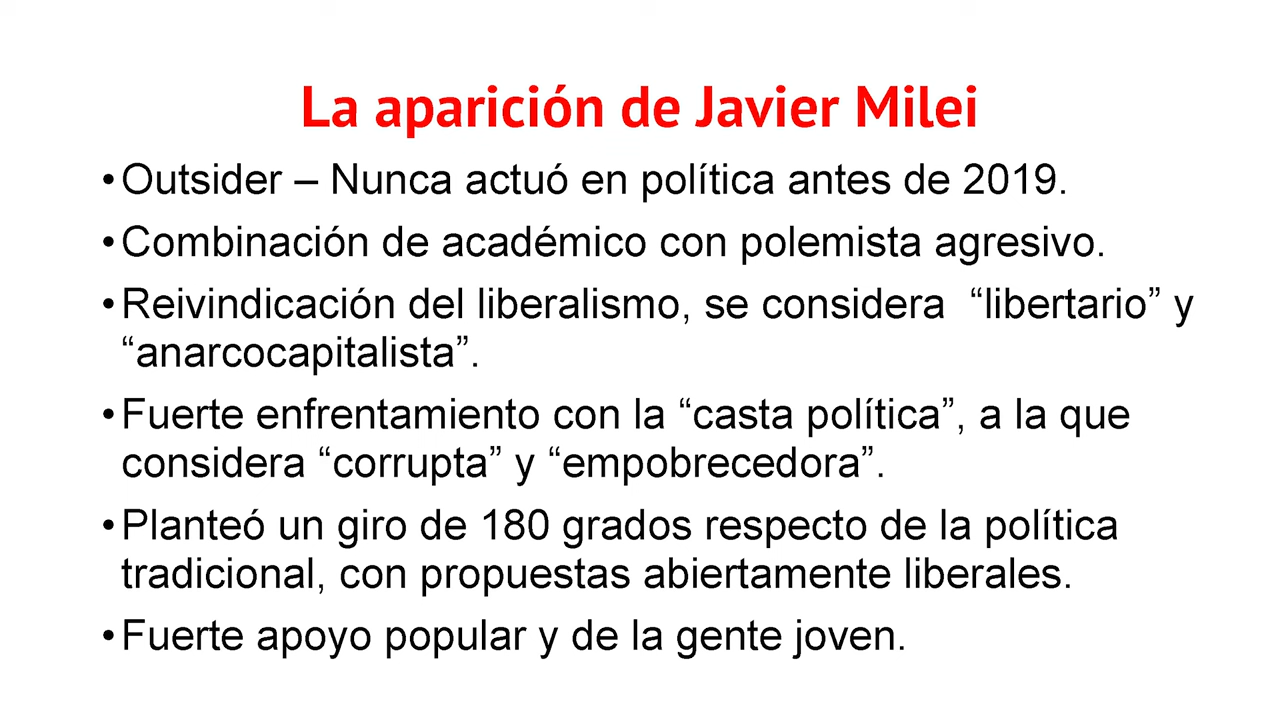 La aparición de Javier Milei
•Outsider – Nunca actuó en política antes de 2019.
•Combinación de académico con polemista agresivo.
•Reivindicación del liberalismo, se considera “libertario” y
“anarcocapitalista”.
•Fuerte enfrentamiento con la “casta política”, a la que
considera “corrupta” y “empobrecedora”.
•Planteó un giro de 180 grados respecto de la política
tradicional, con propuestas abiertamente liberales.
•Fuerte apoyo popular y de la gente joven.